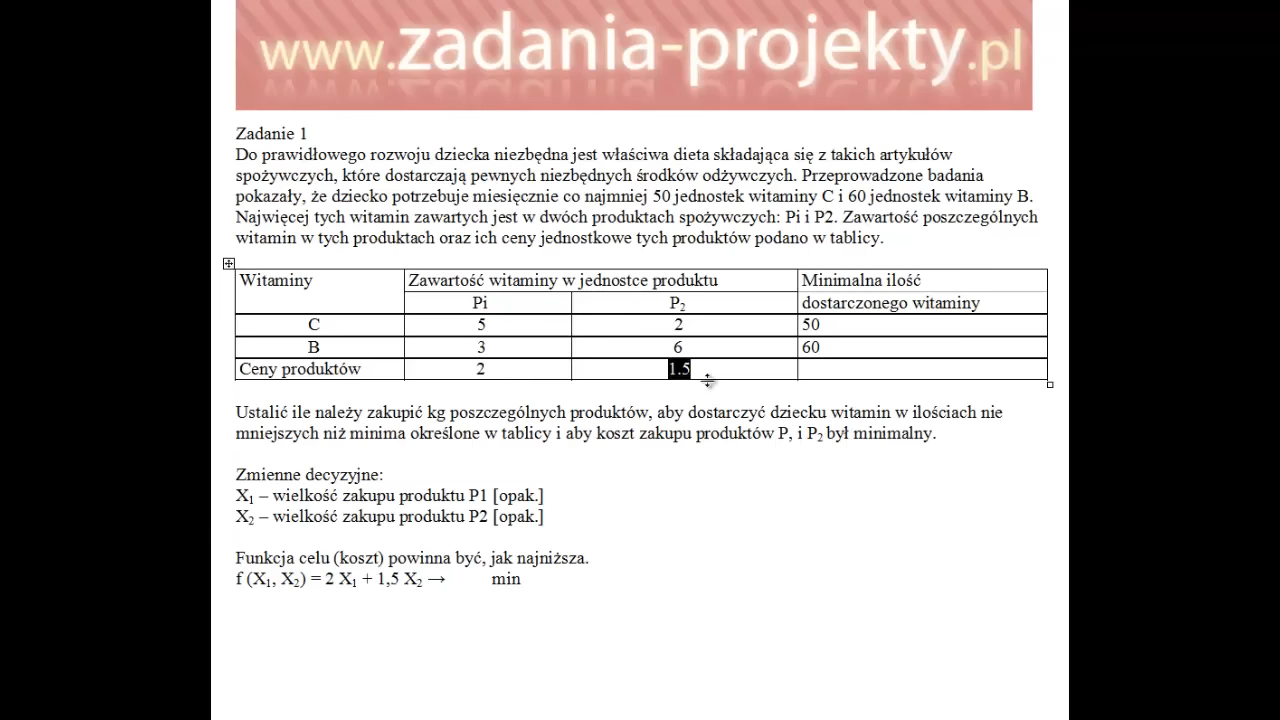 www.zadania-projekty.pl
Zadanie 1
Do prawidłowego rozwoju dziecka niezbędna jest właściwa dieta składająca się z takich artykułów
spożywczych, które dostarczają pewnych niezbędnych środków odżywczych. Przeprowadzone badania
pokazały, że dziecko potrzebuje miesięcznie co najmniej 50 jednostek witaminy C i 60 jednostek witaminy B.
Najwięcej tych witamin zawartych jest w dwóch produktach spożywczych: Pi i P2. Zawartość poszczególnych
witamin w tych produktach oraz ich ceny jednostkowe tych produktów podano w tablicy.
Witaminy Zawartość witaminy w jednostce produktu Minimalna ilość
Pi P₂ dostarczonego witaminy
C 5 2 50
B 3 6 60
Ceny produktów 2 1.5
Ustalić ile należy zakupić kg poszczególnych produktów, aby dostarczyć dziecku witamin w ilościach nie
mniejszych niż minima określone w tablicy i aby koszt zakupu produktów P, i P₂ był minimalny.
Zmienne decyzyjne:
X₁ – wielkość zakupu produktu P1 [opak.]
X₂ – wielkość zakupu produktu P2 [opak.]
Funkcja celu (koszt) powinna być, jak najniższa.
f (X₁, X₂) = 2 X₁ + 1,5 X₂ → min